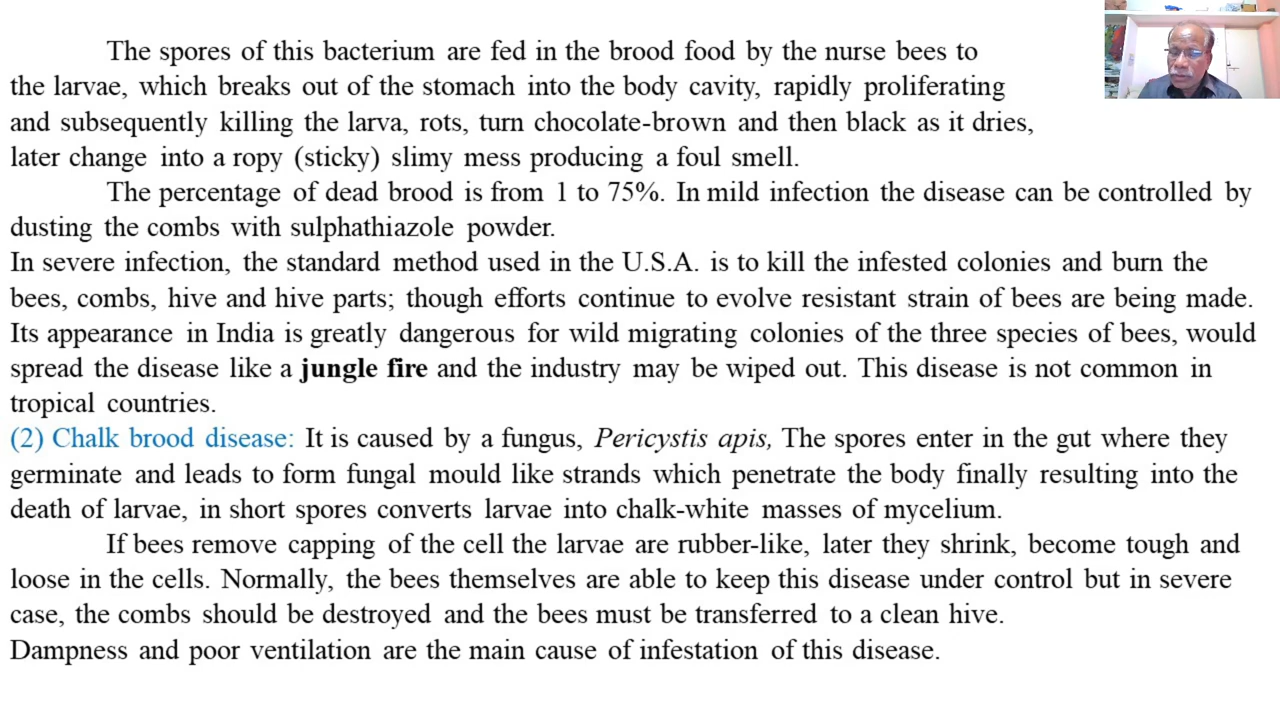 The spores of this bacterium are fed in the brood food by the nurse bees to
the larvae, which breaks out of the stomach into the body cavity, rapidly proliferating
and subsequently killing the larva, rots, turn chocolate-brown and then black as it dries,
later change into a ropy (sticky) slimy mess producing a foul smell.
The percentage of dead brood is from 1 to 75%. In mild infection the disease can be controlled by
dusting the combs with sulphathiazole powder.
In severe infection, the standard method used in the U.S.A. is to kill the infested colonies and burn the
bees, combs, hive and hive parts; though efforts continue to evolve resistant strain of bees are being made.
Its appearance in India is greatly dangerous for wild migrating colonies of the three species of bees, would
spread the disease like a jungle fire and the industry may be wiped out. This disease is not common in
tropical countries.
(2) Chalk brood disease: It is caused by a fungus, Pericystis apis, The spores enter in the gut where they
germinate and leads to form fungal mould like strands which penetrate the body finally resulting into the
death of larvae, in short spores converts larvae into chalk-white masses of mycelium.
If bees remove capping of the cell the larvae are rubber-like, later they shrink, become tough and
loose in the cells. Normally, the bees themselves are able to keep this disease under control but in severe
case, the combs should be destroyed and the bees must be transferred to a clean hive.
Dampness and poor ventilation are the main cause of infestation of this disease.